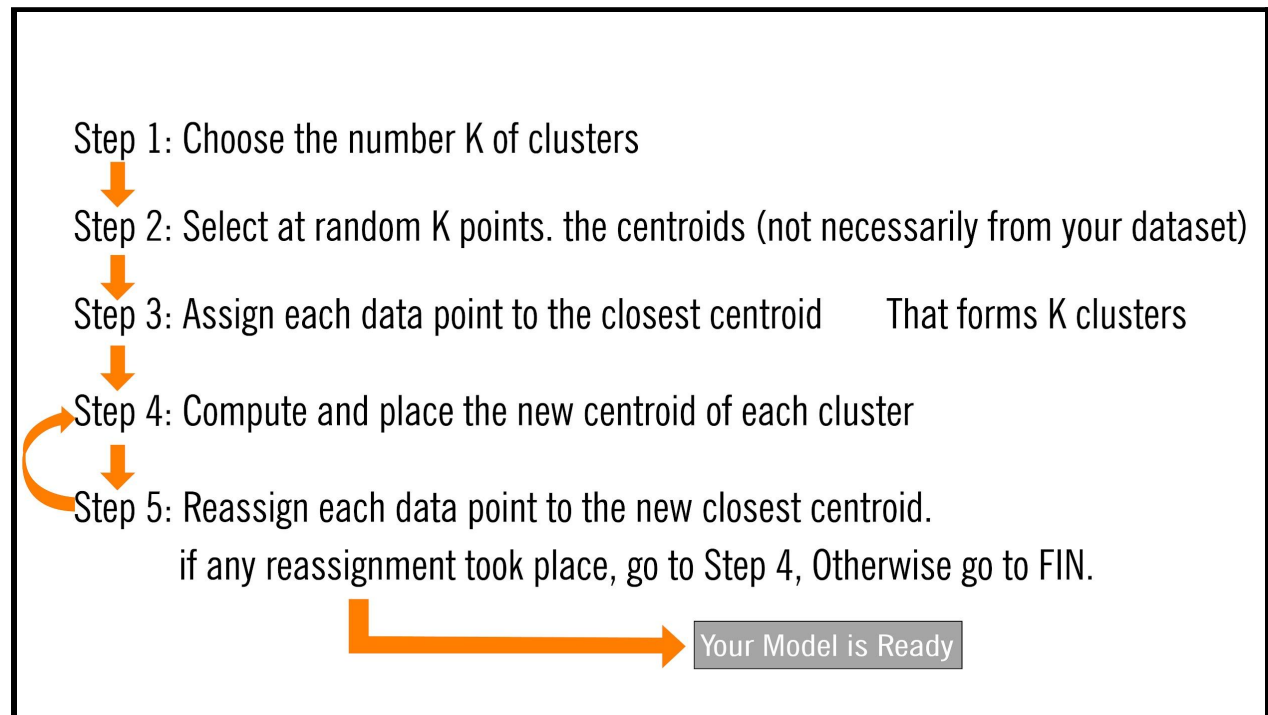 Step 1: Choose the number K of clusters
Step 2: Select at random K points. the centroids (not necessarily from your dataset)
Step 3: Assign each data point to the closest centroid That forms K clusters
Step 4: Compute and place the new centroid of each cluster
Step 5: Reassign each data point to the new closest centroid.
if any reassignment took place, go to Step 4, Otherwise go to FIN.
Your Model is Ready